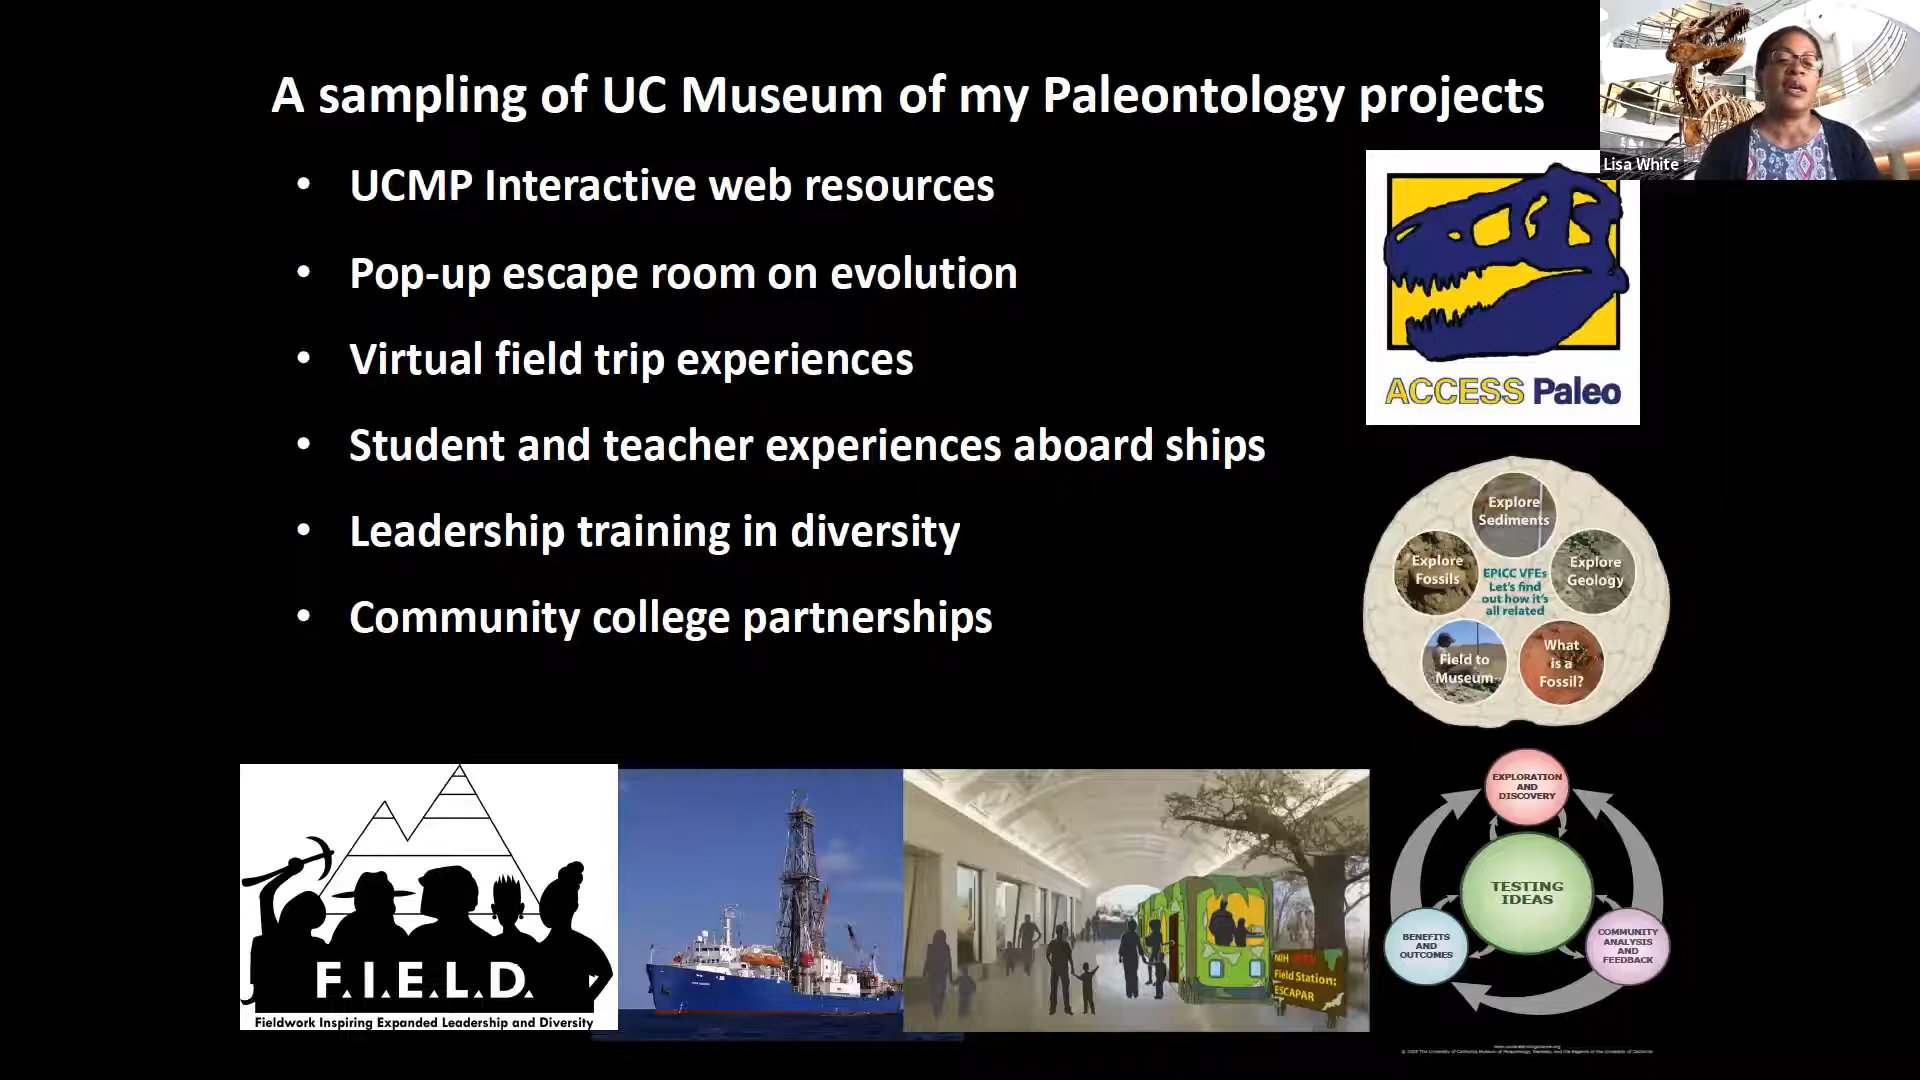 A sampling of UC Museum of my Paleontology projects
Lisa White
• UCMP Interactive web resources
• Pop-up escape room on evolution
• Virtual field trip experiences
• Student and teacher experiences aboard ships
• Leadership training in diversity
• Community college partnerships
ACCESS Paleo
Explore
Sediments
Explore
Fossils
EPICC VFEs
Let's find
out how it's
all related
Explore
Geology
Field to
Museum
What
is a
Fossil?
F.I.E.L.D.
Fieldwork Inspiring Expanded Leadership and Diversity
NIH
Field Station:
ESCAPAR
EXPLORATION
AND
DISCOVERY
TESTING
IDEAS
BENEFITS
AND
OUTCOMES
COMMUNITY
ANALYSIS
AND
FEEDBACK